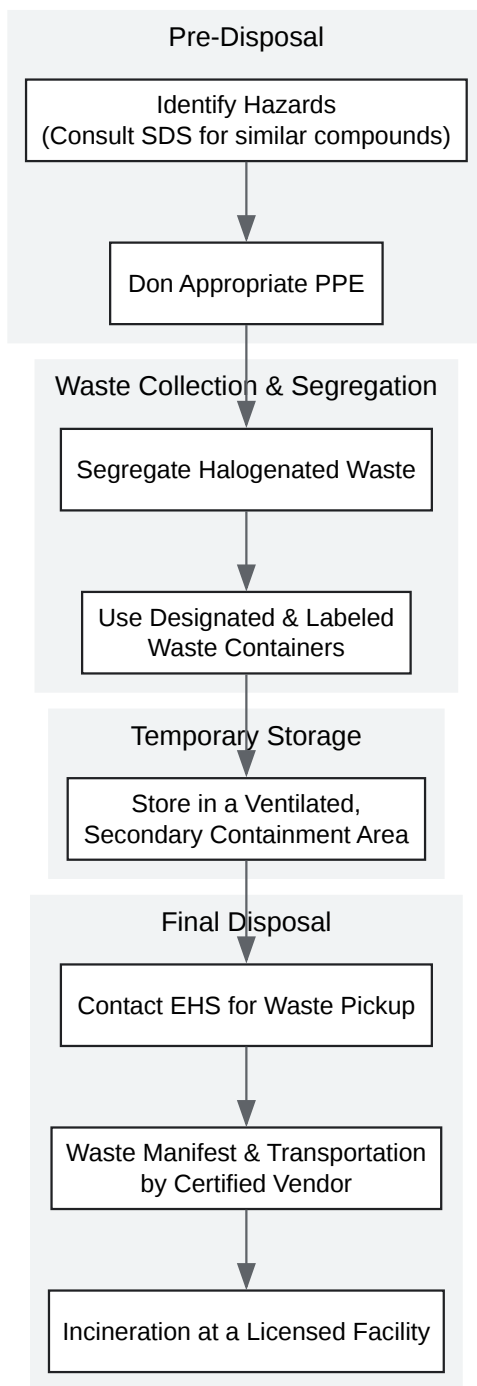 Pre-Disposal
Identify Hazards
(Consult SDS for similar compounds)
Don Appropriate PPE
Waste Collection & Segregation
Segregate Halogenated Waste
Use Designated & Labeled
Waste Containers
Temporary Storage
Store in a Ventilated,
Secondary Containment Area
Final Disposal
Contact EHS for Waste Pickup
Waste Manifest & Transportation
by Certified Vendor
Incineration at a Licensed Facility